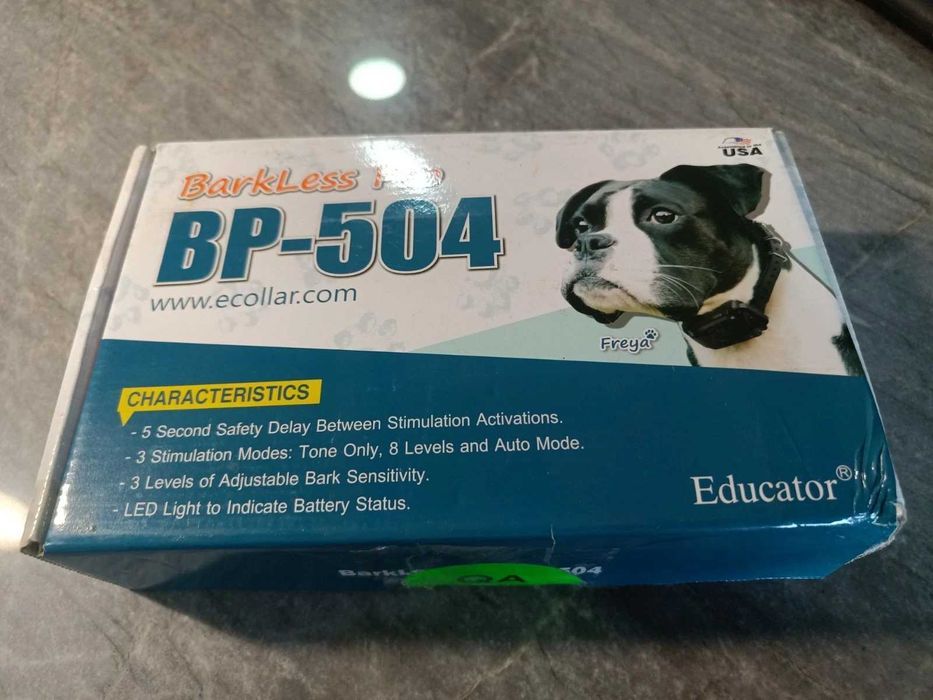 BarkLess Pro
BP-504
www.ecollar.com
USA
Freya
CHARACTERISTICS
- 5 Second Safety Delay Between Stimulation Activations.
- 3 Stimulation Modes: Tone Only, 8 Levels and Auto Mode.
- 3 Levels of Adjustable Bark Sensitivity.
- LED Light to Indicate Battery Status.
Educator®
QA